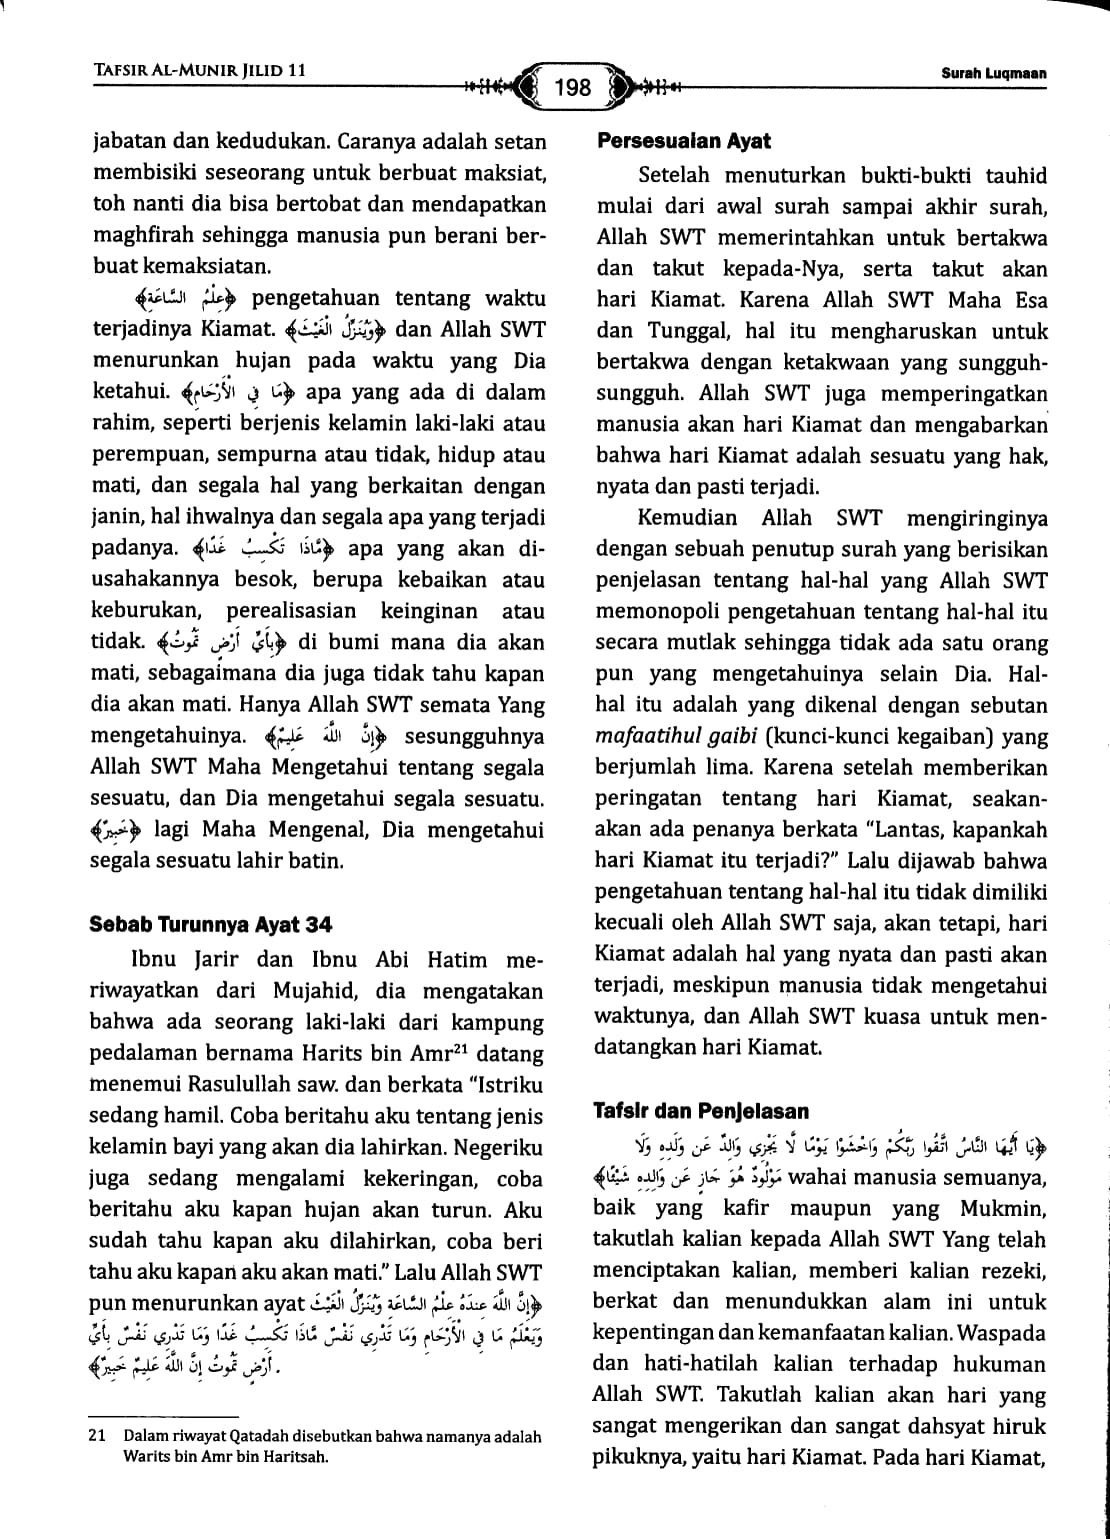 TAFSIR AL-MUNIR JILID 11
198
Surah Luqmaan
jabatan dan kedudukan. Caranya adalah setan
membisiki seseorang untuk berbuat maksiat,
toh nanti dia bisa bertobat dan mendapatkan
maghfirah sehingga manusia pun berani ber-
buat kemaksiatan.
﴿عِلْمُ السَّاعَةِ﴾ pengetahuan tentang waktu
terjadinya Kiamat. ﴿وَيُنَزِّلُ الْغَيْثَ﴾ dan Allah SWT
menurunkan hujan pada waktu yang Dia
ketahui. ﴿مَا فِي الْأَرْحَامِ﴾ apa yang ada di dalam
rahim, seperti berjenis kelamin laki-laki atau
perempuan, sempurna atau tidak, hidup atau
mati, dan segala hal yang berkaitan dengan
janin, hal ihwalnya dan segala apa yang terjadi
padanya. ﴿مَّاذَا تَكْسِبُ غَدًا﴾ apa yang akan di-
usahakannya besok, berupa kebaikan atau
keburukan, perealisasian keinginan atau
tidak. ﴿بِأَيِّ أَرْضٍ تَمُوتُ﴾ di bumi mana dia akan
mati, sebagaimana dia juga tidak tahu kapan
dia akan mati. Hanya Allah SWT semata Yang
mengetahuinya. ﴿إِنَّ اللَّهَ عَلِيمٌ﴾ sesungguhnya
Allah SWT Maha Mengetahui tentang segala
sesuatu, dan Dia mengetahui segala sesuatu.
﴿خَبِيرٌ﴾ lagi Maha Mengenal, Dia mengetahui
segala sesuatu lahir batin.
Sebab Turunnya Ayat 34
Ibnu Jarir dan Ibnu Abi Hatim me-
riwayatkan dari Mujahid, dia mengatakan
bahwa ada seorang laki-laki dari kampung
pedalaman bernama Harits bin Amr²¹ datang
menemui Rasulullah saw. dan berkata “Istriku
sedang hamil. Coba beritahu aku tentang jenis
kelamin bayi yang akan dia lahirkan. Negeriku
juga sedang mengalami kekeringan, coba
beritahu aku kapan hujan akan turun. Aku
sudah tahu kapan aku dilahirkan, coba beri
tahu aku kapan aku akan mati.” Lalu Allah SWT
pun menurunkan ayat ﴿إِنَّ اللَّهَ عِندَهُ عِلْمُ السَّاعَةِ وَيُنَزِّلُ الْغَيْثَ
وَيَعْلَمُ مَا فِي الْأَرْحَامِ وَمَا تَدْرِي نَفْسٌ مَّاذَا تَكْسِبُ غَدًا وَمَا تَدْرِي نَفْسٌ بِأَيِّ
أَرْضٍ تَمُوتُ إِنَّ اللَّهَ عَلِيمٌ خَبِيرٌ﴾.
21 Dalam riwayat Qatadah disebutkan bahwa namanya adalah
Warits bin Amr bin Haritsah.
Persesuaian Ayat
Setelah menuturkan bukti-bukti tauhid
mulai dari awal surah sampai akhir surah,
Allah SWT memerintahkan untuk bertakwa
dan takut kepada-Nya, serta takut akan
hari Kiamat. Karena Allah SWT Maha Esa
dan Tunggal, hal itu mengharuskan untuk
bertakwa dengan ketakwaan yang sungguh-
sungguh. Allah SWT juga memperingatkan
manusia akan hari Kiamat dan mengabarkan
bahwa hari Kiamat adalah sesuatu yang hak,
nyata dan pasti terjadi.
Kemudian Allah SWT mengiringinya
dengan sebuah penutup surah yang berisikan
penjelasan tentang hal-hal yang Allah SWT
memonopoli pengetahuan tentang hal-hal itu
secara mutlak sehingga tidak ada satu orang
pun yang mengetahuinya selain Dia. Hal-
hal itu adalah yang dikenal dengan sebutan
mafaatihul gaibi (kunci-kunci kegaiban) yang
berjumlah lima. Karena setelah memberikan
peringatan tentang hari Kiamat, seakan-
akan ada penanya berkata “Lantas, kapankah
hari Kiamat itu terjadi?” Lalu dijawab bahwa
pengetahuan tentang hal-hal itu tidak dimiliki
kecuali oleh Allah SWT saja, akan tetapi, hari
Kiamat adalah hal yang nyata dan pasti akan
terjadi, meskipun manusia tidak mengetahui
waktunya, dan Allah SWT kuasa untuk men-
datangkan hari Kiamat.
Tafsir dan Penjelasan
﴿يَا أَيُّهَا النَّاسُ اتَّقُوا رَبَّكُمْ وَاخْشَوْا يَوْمًا لَّا يَجْزِي وَالِدٌ عَن وَلَدِهِ وَلَا
مَوْلُودٌ هُوَ جَازٍ عَن وَالِدِهِ شَيْئًا﴾ wahai manusia semuanya,
baik yang kafir maupun yang Mukmin,
takutlah kalian kepada Allah SWT Yang telah
menciptakan kalian, memberi kalian rezeki,
berkat dan menundukkan alam ini untuk
kepentingan dan kemanfaatan kalian. Waspada
dan hati-hatilah kalian terhadap hukuman
Allah SWT. Takutlah kalian akan hari yang
sangat mengerikan dan sangat dahsyat hiruk
pikuknya, yaitu hari Kiamat. Pada hari Kiamat,